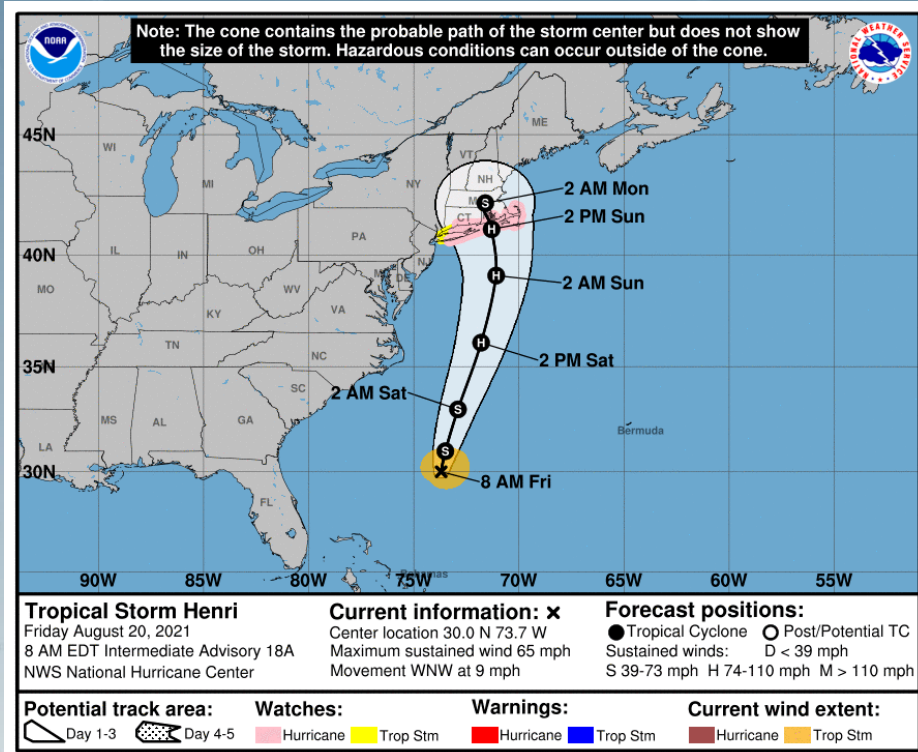 Note: The cone contains the probable path of the storm center but does not show
the size of the storm. Hazardous conditions can occur outside of the cone.
NOAA
NATIONAL WEATHER SERVICE
45N
40N
35N
30N
WI
MI
IL
IN
OH
MO
KY
WV
PA
NY
VT
NH
ME
CT
NJ
DE
VA
TN
NC
SC
MS
AL
GA
LA
FL
Bermuda
2 AM Mon
2 PM Sun
2 AM Sun
2 PM Sat
2 AM Sat
8 AM Fri
S
H
H
H
S
S
90W
85W
80W
75W
70W
65W
60W
55W
Tropical Storm Henri
Friday August 20, 2021
8 AM EDT Intermediate Advisory 18A
NWS National Hurricane Center
Current information: ×
Center location 30.0 N 73.7 W
Maximum sustained wind 65 mph
Movement WNW at 9 mph
Forecast positions:
Tropical Cyclone Post/Potential TC
Sustained winds: D < 39 mph
S 39-73 mph H 74-110 mph M > 110 mph
Potential track area:
Day 1-3 Day 4-5
Watches:
Hurricane Trop Stm
Warnings:
Hurricane Trop Stm
Current wind extent:
Hurricane Trop Stm